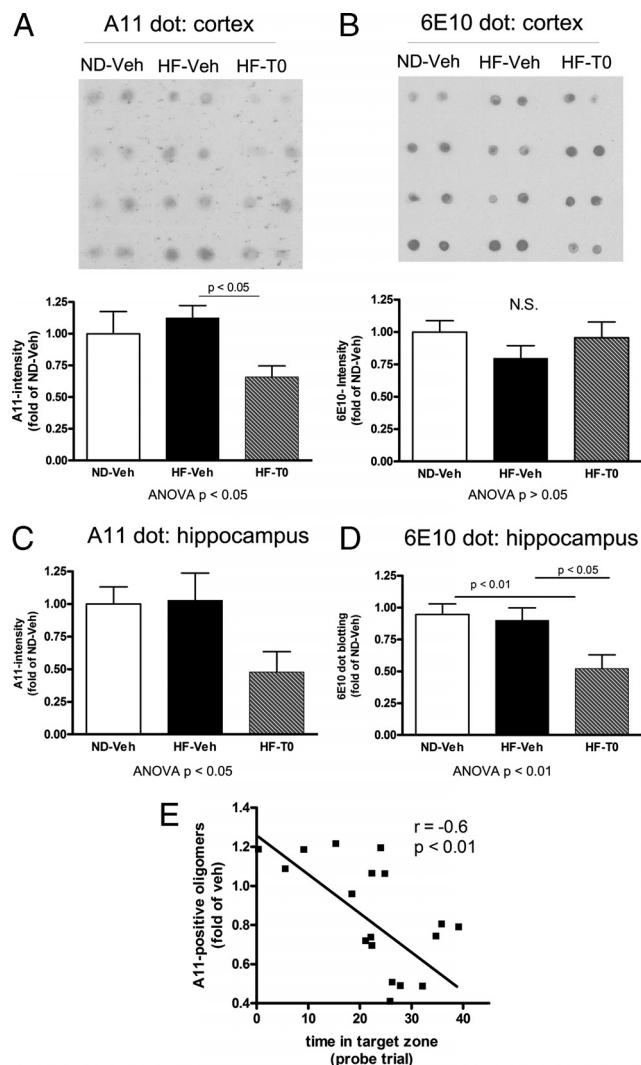 A
A11 dot: cortex
ND-Veh HF-Veh HF-T0
A11-intensity
(fold of ND-Veh)
1.25
1.00
0.75
0.50
0.25
0.00
p < 0.05
ND-Veh HF-Veh HF-T0
ANOVA p < 0.05
B
6E10 dot: cortex
ND-Veh HF-Veh HF-T0
6E10- Intensity
(fold of ND-Veh)
1.25
1.00
0.75
0.50
0.25
0.00
N.S.
ND-Veh HF-Veh HF-T0
ANOVA p > 0.05
C
A11 dot: hippocampus
A11-intensity
(fold of ND-Veh)
1.25
1.00
0.75
0.50
0.25
0.00
ND-Veh HF-Veh HF-T0
ANOVA p < 0.05
D
6E10 dot: hippocampus
6E10 dot blotting
(fold of ND-Veh)
1.25
1.00
0.75
0.50
0.25
0.00
p < 0.05
p < 0.01
ND-Veh HF-Veh HF-T0
ANOVA p < 0.01
E
A11-positive oligomers
(fold of veh)
1.4
1.2
1.0
0.8
0.6
0.4
r = -0.6
p < 0.01
0 10 20 30 40
time in target zone
(probe trial)